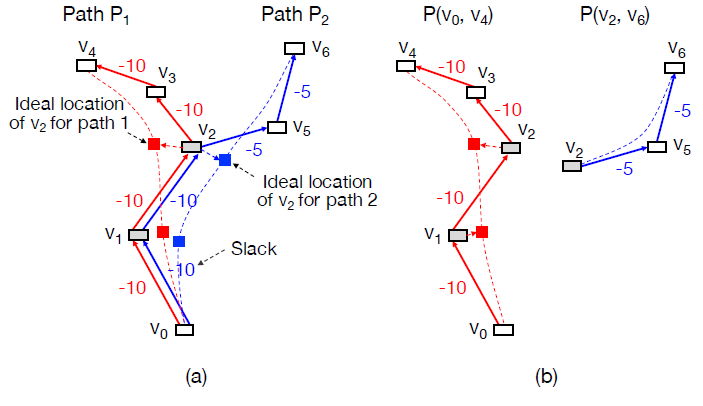 Path P1 Path P2 P(v0, v4) P(v2, v6)
v4 -10 v3 v6 v4 -10 v3 v6
-5 -5
Ideal location
of v2 for path 1
-10 v2 v5 -10 v2 v2 v5
-5 -5
Ideal location
of v2 for path 2
-10 -10 -10
v1 v1
Slack
-10 -10 -10
v0 v0
(a) (b)